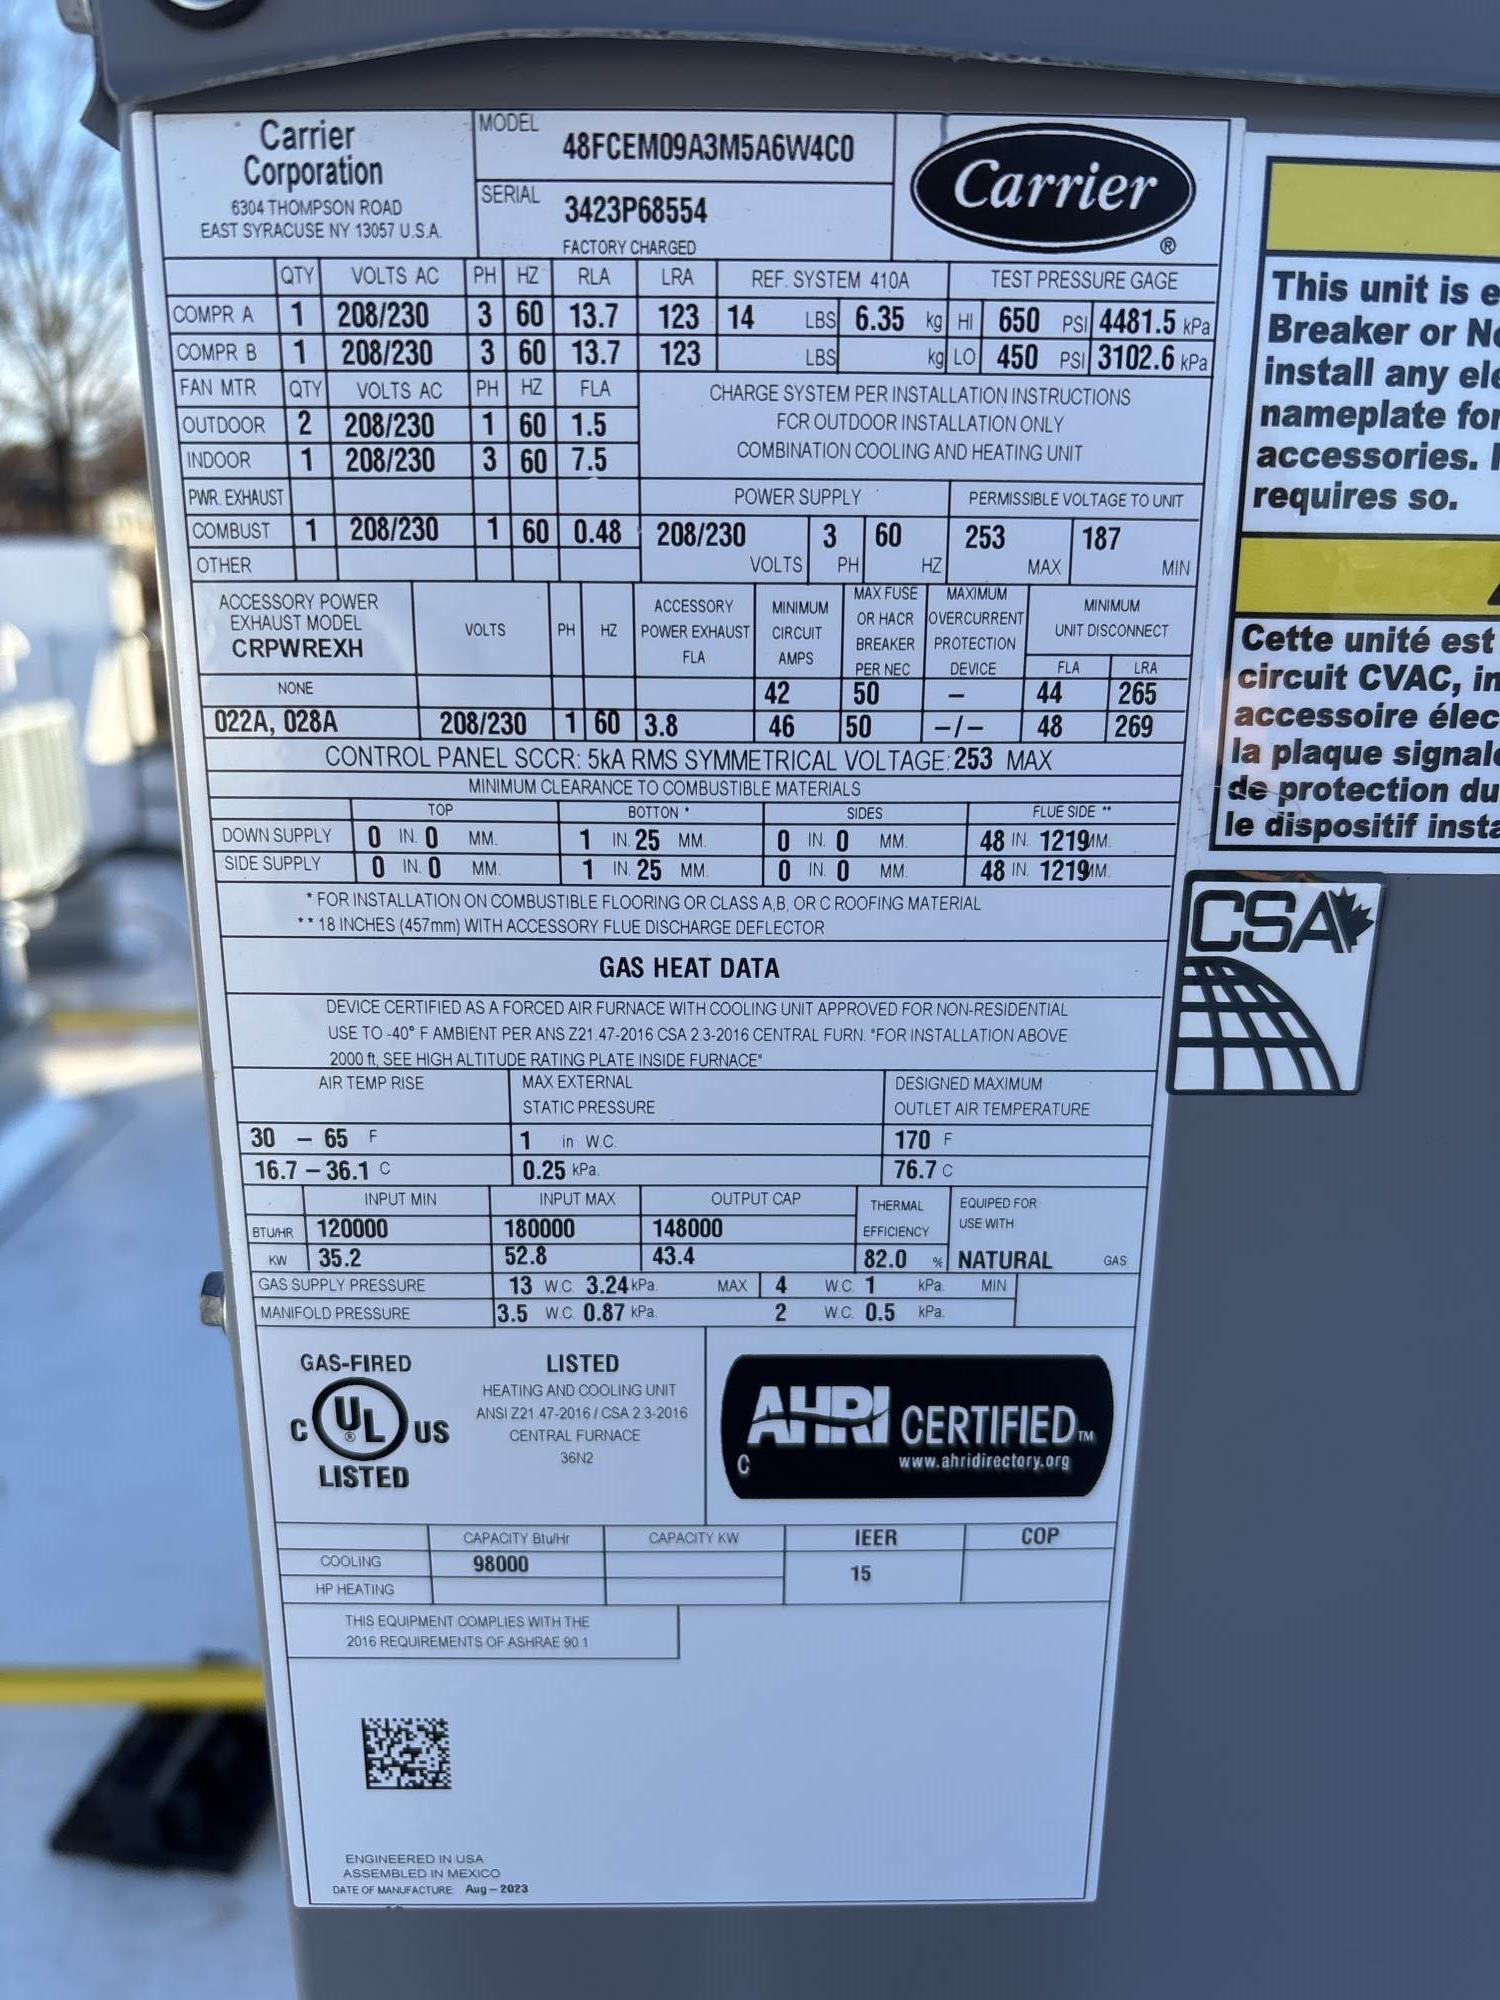 Carrier
Corporation
6304 THOMPSON ROAD
EAST SYRACUSE NY 13057 U.S.A.
MODEL 48FCEM09A3M5A6W4C0
SERIAL 3423P68554
FACTORY CHARGED
Carrier
®
QTY VOLTS AC PH HZ RLA LRA REF. SYSTEM 410A TEST PRESSURE GAGE
COMPR A 1 208/230 3 60 13.7 123 14 LBS 6.35 kg HI 650 PSI 4481.5 kPa
COMPR B 1 208/230 3 60 13.7 123 LBS kg LO 450 PSI 3102.6 kPa
FAN MTR QTY VOLTS AC PH HZ FLA
OUTDOOR 2 208/230 1 60 1.5
INDOOR 1 208/230 3 60 7.5
CHARGE SYSTEM PER INSTALLATION INSTRUCTIONS
FCR OUTDOOR INSTALLATION ONLY
COMBINATION COOLING AND HEATING UNIT
PWR. EXHAUST POWER SUPPLY PERMISSIBLE VOLTAGE TO UNIT
COMBUST 1 208/230 1 60 0.48 208/230 3 60 253 187
OTHER VOLTS PH HZ MAX MIN
ACCESSORY POWER
EXHAUST MODEL
CRPWREXH
VOLTS PH HZ
ACCESSORY
POWER EXHAUST
FLA
MINIMUM
CIRCUIT
AMPS
MAX FUSE
OR HACR
BREAKER
PER NEC
MAXIMUM
OVERCURRENT
PROTECTION
DEVICE
MINIMUM
UNIT DISCONNECT
FLA LRA
NONE 42 50 – 44 265
022A, 028A 208/230 1 60 3.8 46 50 –/– 48 269
CONTROL PANEL SCCR: 5kA RMS SYMMETRICAL VOLTAGE: 253 MAX
MINIMUM CLEARANCE TO COMBUSTIBLE MATERIALS
TOP BOTTON * SIDES FLUE SIDE **
DOWN SUPPLY 0 IN. 0 MM. 1 IN. 25 MM. 0 IN. 0 MM. 48 IN. 1219 MM.
SIDE SUPPLY 0 IN. 0 MM. 1 IN. 25 MM. 0 IN. 0 MM. 48 IN. 1219 MM.
* FOR INSTALLATION ON COMBUSTIBLE FLOORING OR CLASS A,B, OR C ROOFING MATERIAL
** 18 INCHES (457mm) WITH ACCESSORY FLUE DISCHARGE DEFLECTOR
GAS HEAT DATA
DEVICE CERTIFIED AS A FORCED AIR FURNACE WITH COOLING UNIT APPROVED FOR NON-RESIDENTIAL
USE TO -40° F AMBIENT PER ANS Z21.47-2016 CSA 2.3-2016 CENTRAL FURN. "FOR INSTALLATION ABOVE
2000 ft, SEE HIGH ALTITUDE RATING PLATE INSIDE FURNACE"
AIR TEMP RISE
MAX EXTERNAL
STATIC PRESSURE
DESIGNED MAXIMUM
OUTLET AIR TEMPERATURE
30 – 65 F 1 in W.C. 170 F
16.7 – 36.1 C 0.25 kPa. 76.7 C
INPUT MIN INPUT MAX OUTPUT CAP
THERMAL
EFFICIENCY
EQUIPED FOR
USE WITH
BTU/HR 120000 180000 148000
KW 35.2 52.8 43.4 82.0 % NATURAL GAS
GAS SUPPLY PRESSURE 13 W.C. 3.24 kPa. MAX 4 W.C. 1 kPa. MIN
MANIFOLD PRESSURE 3.5 W.C. 0.87 kPa. 2 W.C. 0.5 kPa.
GAS-FIRED
C UL ® US
LISTED
LISTED
HEATING AND COOLING UNIT
ANSI Z21.47-2016 / CSA 2.3-2016
CENTRAL FURNACE
36N2
AHRI CERTIFIED TM
C www.ahridirectory.org
CAPACITY Btu/Hr CAPACITY KW IEER COP
COOLING 98000 15
HP HEATING
THIS EQUIPMENT COMPLIES WITH THE
2016 REQUIREMENTS OF ASHRAE 90.1
ENGINEERED IN USA
ASSEMBLED IN MEXICO
DATE OF MANUFACTURE: Aug – 2023
This unit is e
Breaker or No
install any ele
nameplate for
accessories.
requires so.
Cette unité est
circuit CVAC, in
accessoire élec
la plaque signalé
de protection du
le dispositif insta
CSA